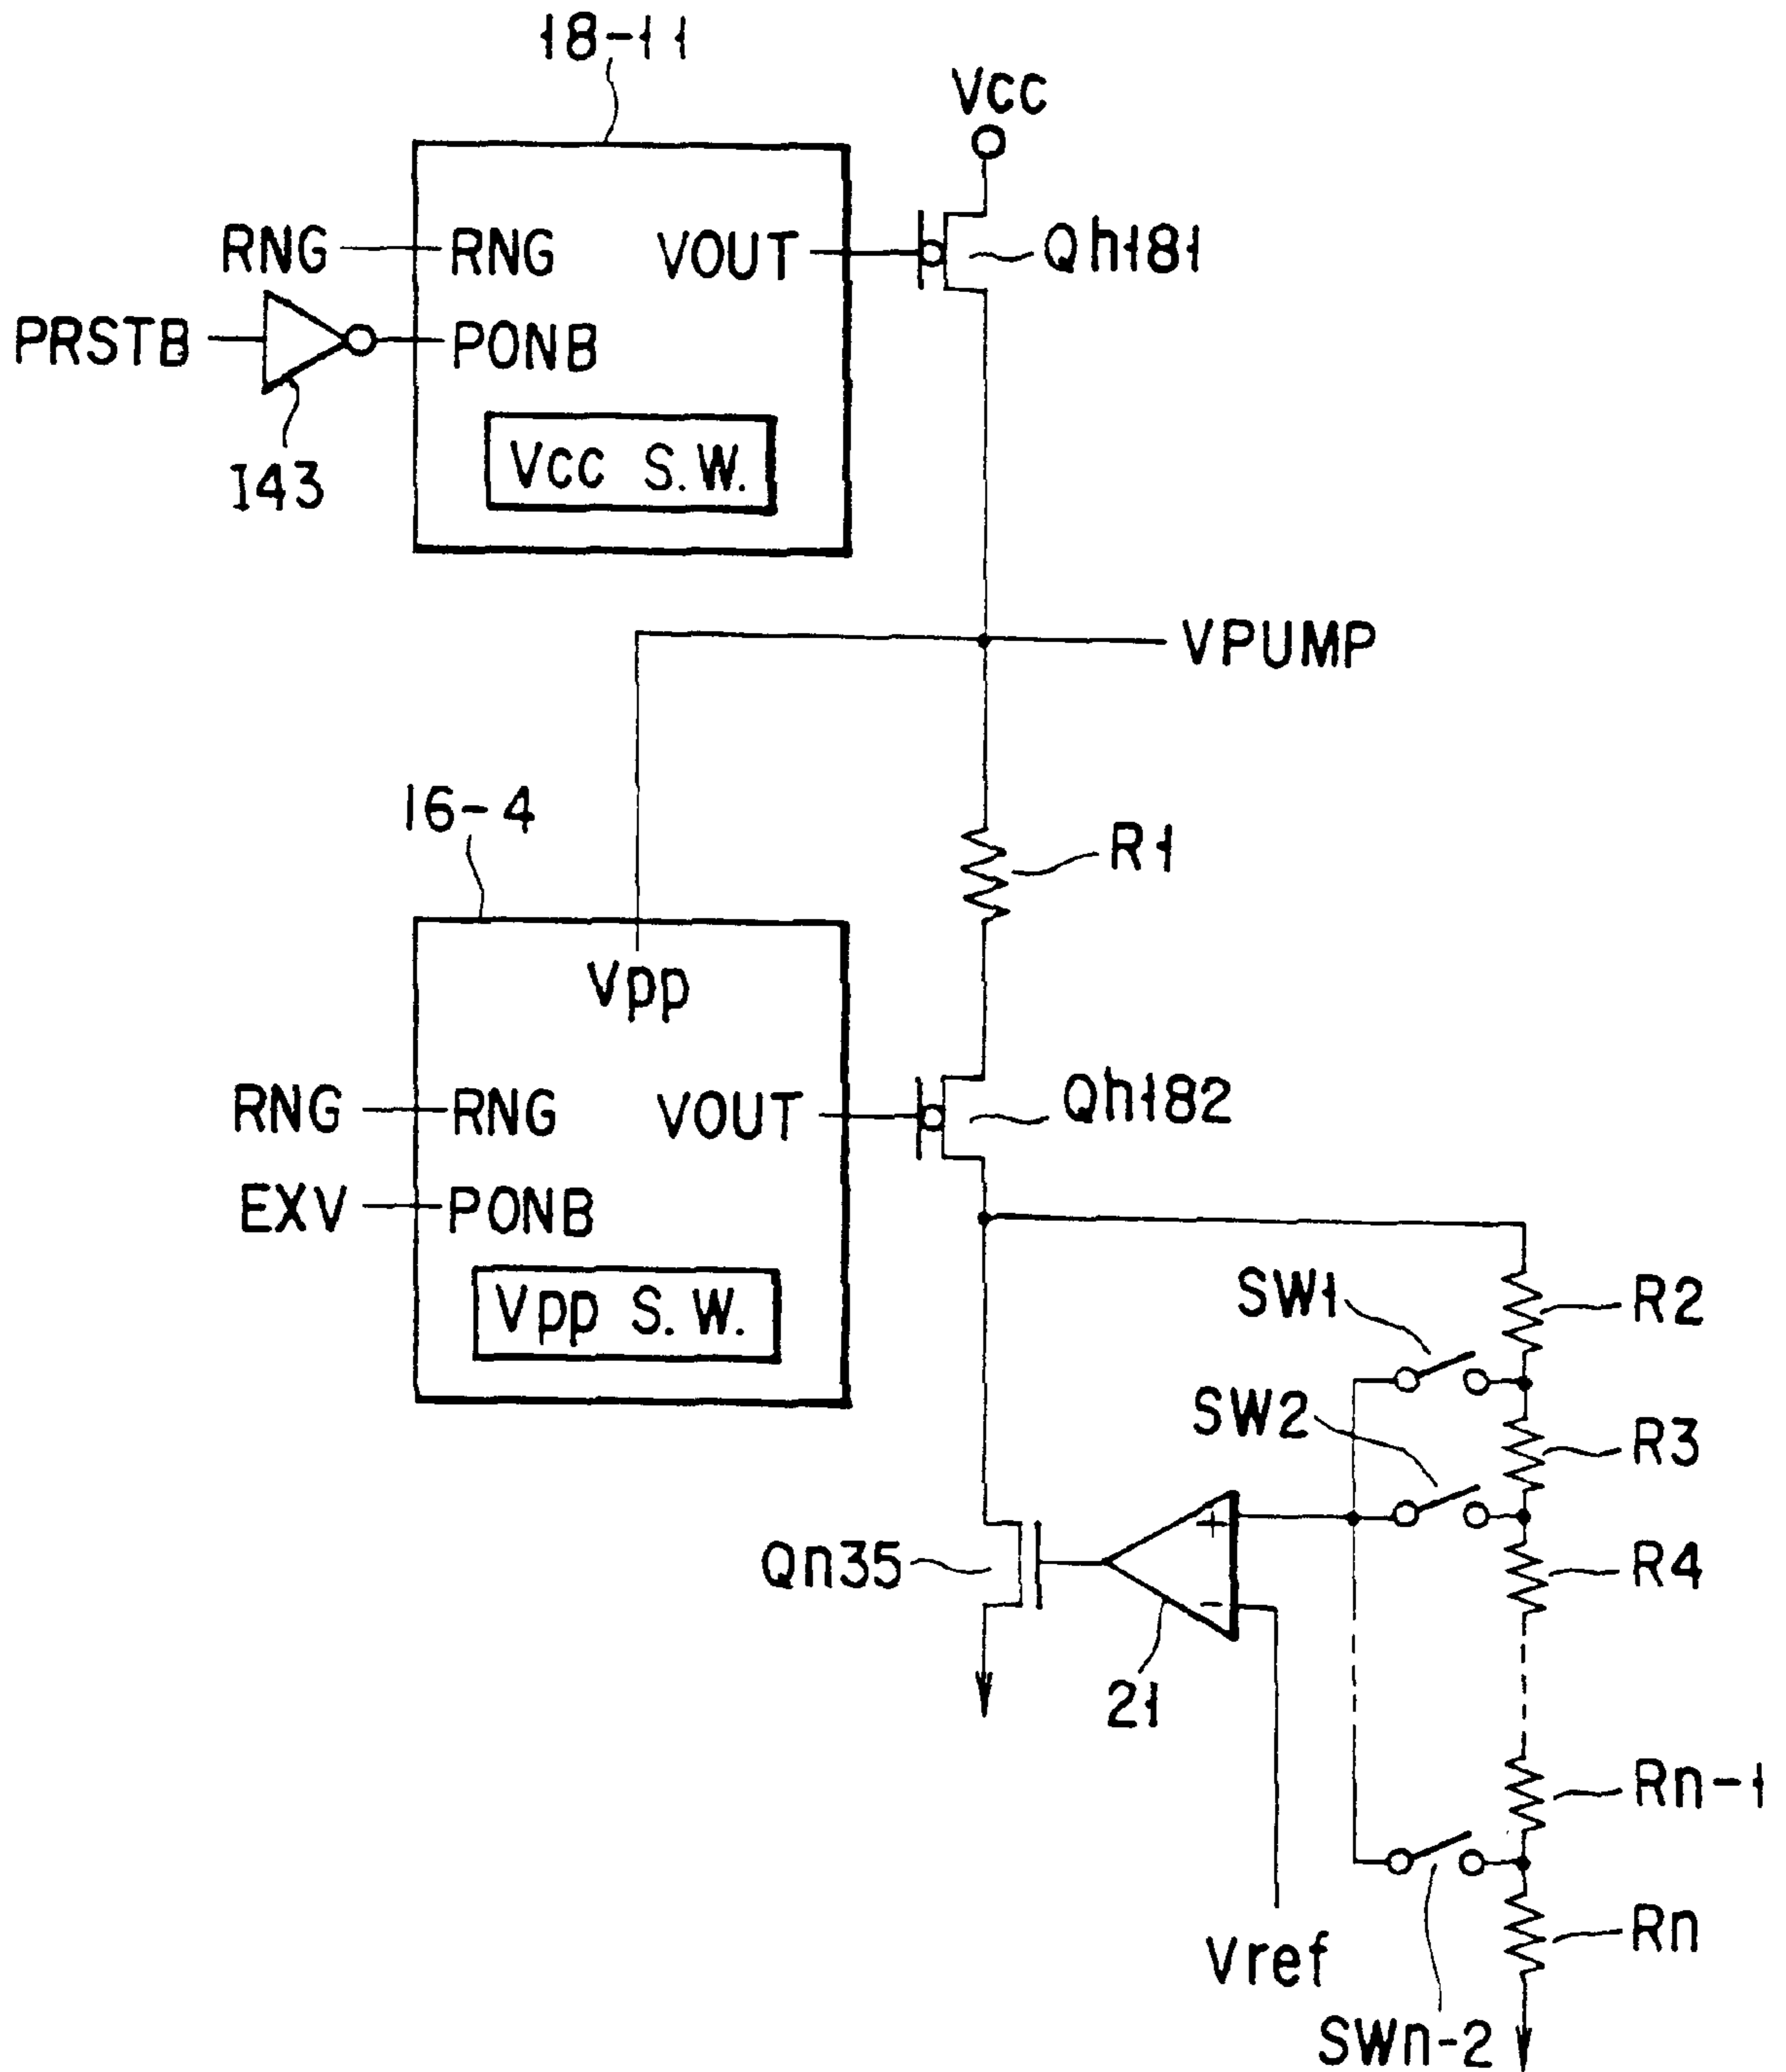 18-11
Vcc
RNG
RNG
VOUT
Qh181
PRSTB
PONB
Vcc S.W.
I43
VPUMP
16-4
R1
Vpp
RNG
RNG
VOUT
Qh182
EXV
PONB
Vpp S.W.
SW1
R2
SW2
R3
+
Qn35
R4
-
21
Rn-1
Vref
Rn
SWn-2